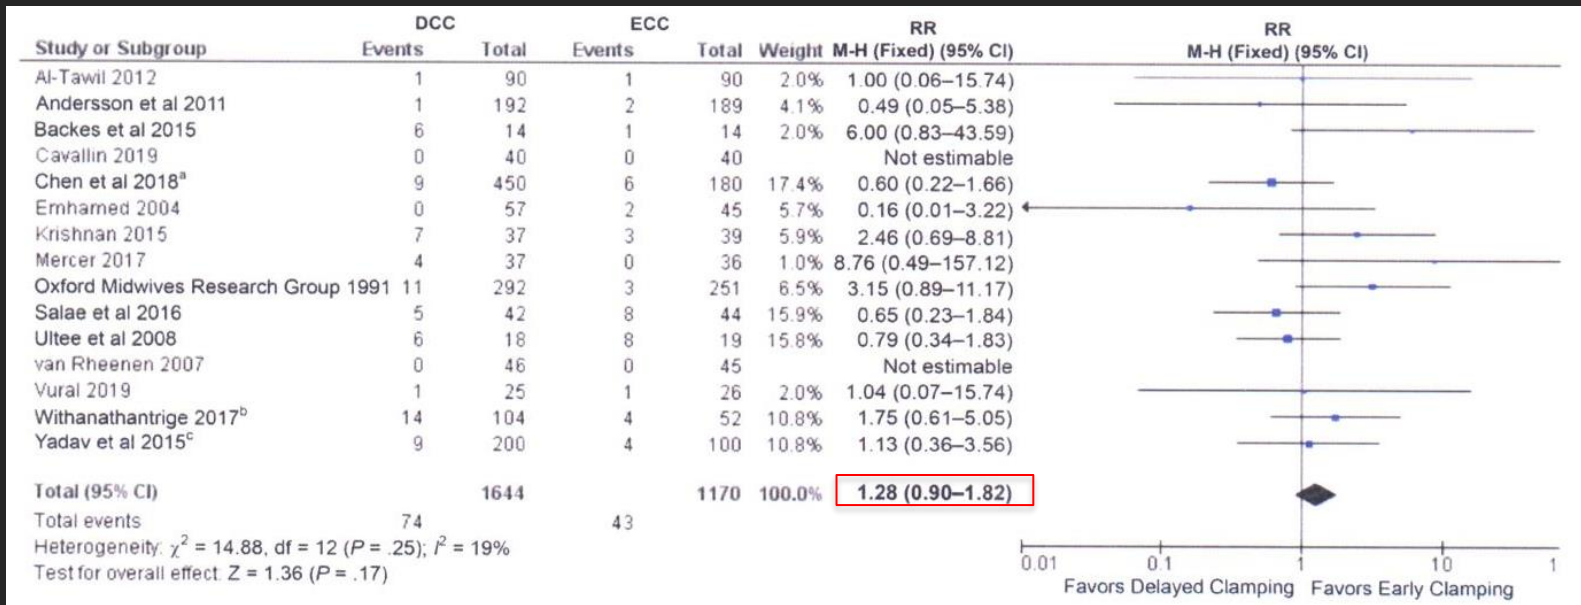 DCC ECC RR RR
Study or Subgroup Events Total Events Total Weight M-H (Fixed) (95% CI) M-H (Fixed) (95% CI)
Al-Tawil 2012 1 90 1 90 2.0% 1.00 (0.06–15.74)
Andersson et al 2011 1 192 2 189 4.1% 0.49 (0.05–5.38)
Backes et al 2015 6 14 1 14 2.0% 6.00 (0.83–43.59)
Cavallin 2019 0 40 0 40 Not estimable
Chen et al 2018a 9 450 6 180 17.4% 0.60 (0.22–1.66)
Emhamed 2004 0 57 2 45 5.7% 0.16 (0.01–3.22)
Krishnan 2015 7 37 3 39 5.9% 2.46 (0.69–8.81)
Mercer 2017 4 37 0 36 1.0% 8.76 (0.49–157.12)
Oxford Midwives Research Group 1991 11 292 3 251 6.5% 3.15 (0.89–11.17)
Salae et al 2016 5 42 8 44 15.9% 0.65 (0.23–1.84)
Ultee et al 2008 6 18 8 19 15.8% 0.79 (0.34–1.83)
van Rheenen 2007 0 46 0 45 Not estimable
Vural 2019 1 25 1 26 2.0% 1.04 (0.07–15.74)
Withanathantrige 2017b 14 104 4 52 10.8% 1.75 (0.61–5.05)
Yadav et al 2015c 9 200 4 100 10.8% 1.13 (0.36–3.56)
Total (95% CI) 1644 1170 100.0% 1.28 (0.90–1.82)
Total events 74 43
Heterogeneity: χ2 = 14.88, df = 12 (P = .25); I2 = 19%
Test for overall effect: Z = 1.36 (P = .17)
0.01 0.1 1 10 1
Favors Delayed Clamping Favors Early Clamping